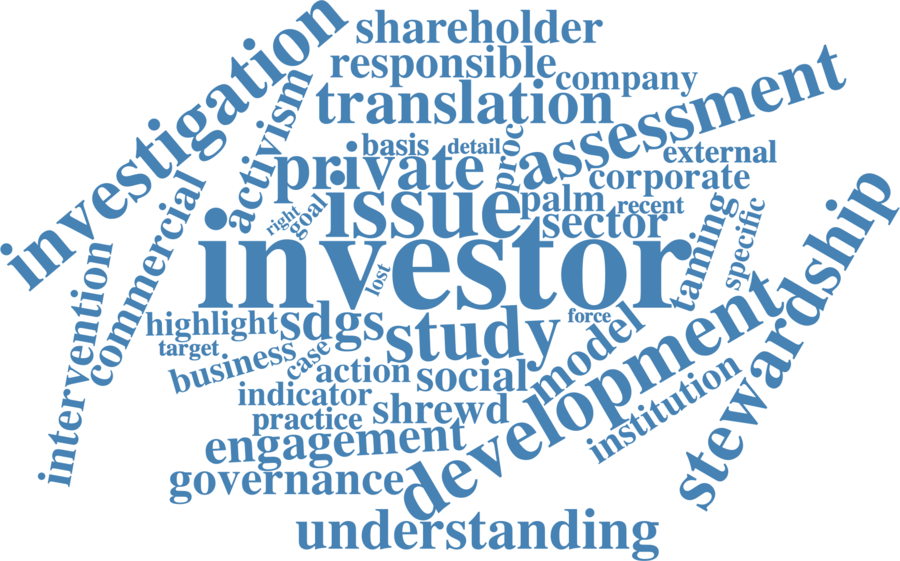 shareholder
responsible
company
translation
investigation
activism
assessment
basis
detail
proc
external
private
corporate
issue
palm
recent
sector
right
goal
taming
specific
commercial
investor
lost
intervention
stewardship
highlight
sdgs
study
force
target
business
case
action
social
model
development
institution
indicator
practice
shrewd
engagement
governance
understanding